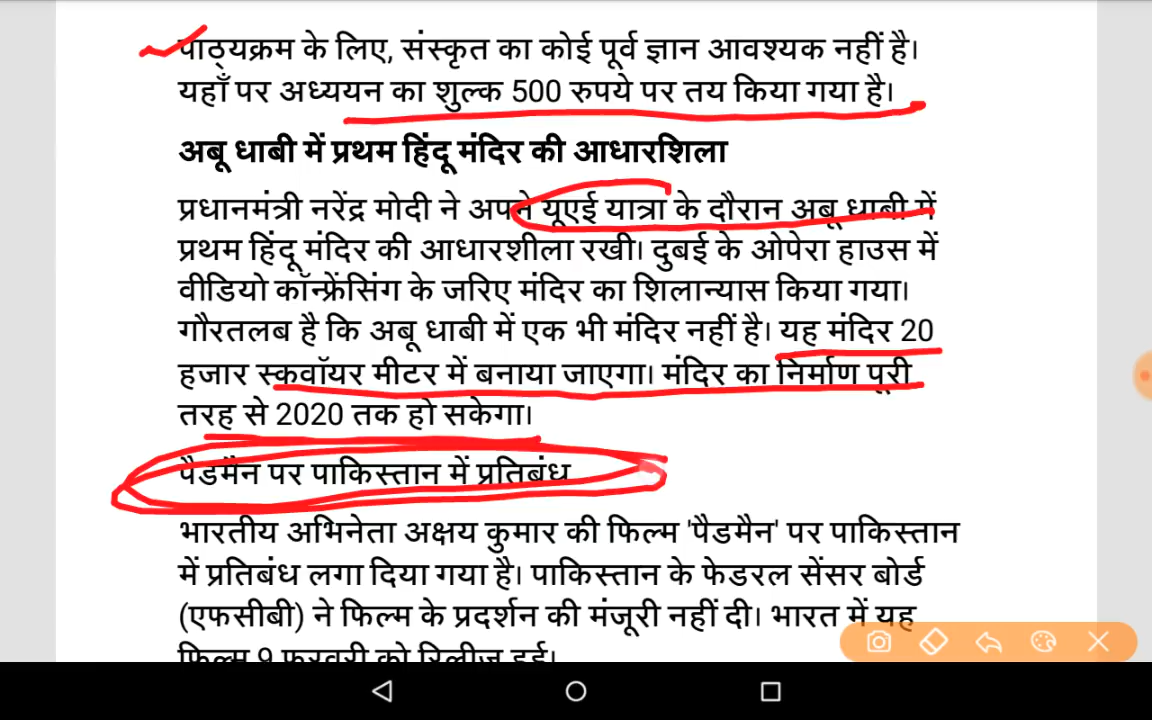 पाठ्यक्रम के लिए, संस्कृत का कोई पूर्व ज्ञान आवश्यक नहीं है।
यहाँ पर अध्ययन का शुल्क 500 रुपये पर तय किया गया है।
अबू धाबी में प्रथम हिंदू मंदिर की आधारशिला
प्रधानमंत्री नरेंद्र मोदी ने अपने यूएई यात्रा के दौरान अबू धाबी में
प्रथम हिंदू मंदिर की आधारशीला रखी। दुबई के ओपेरा हाउस में
वीडियो कॉन्फ्रेंसिंग के जरिए मंदिर का शिलान्यास किया गया।
गौरतलब है कि अबू धाबी में एक भी मंदिर नहीं है। यह मंदिर 20
हजार स्कवॉयर मीटर में बनाया जाएगा। मंदिर का निर्माण पूरी
तरह से 2020 तक हो सकेगा।
पैडमैन पर पाकिस्तान में प्रतिबंध
भारतीय अभिनेता अक्षय कुमार की फिल्म 'पैडमैन' पर पाकिस्तान
में प्रतिबंध लगा दिया गया है। पाकिस्तान के फेडरल सेंसर बोर्ड
(एफसीबी) ने फिल्म के प्रदर्शन की मंजूरी नहीं दी। भारत में यह
फिल्म 9 फरवरी को रिलीज हुई।